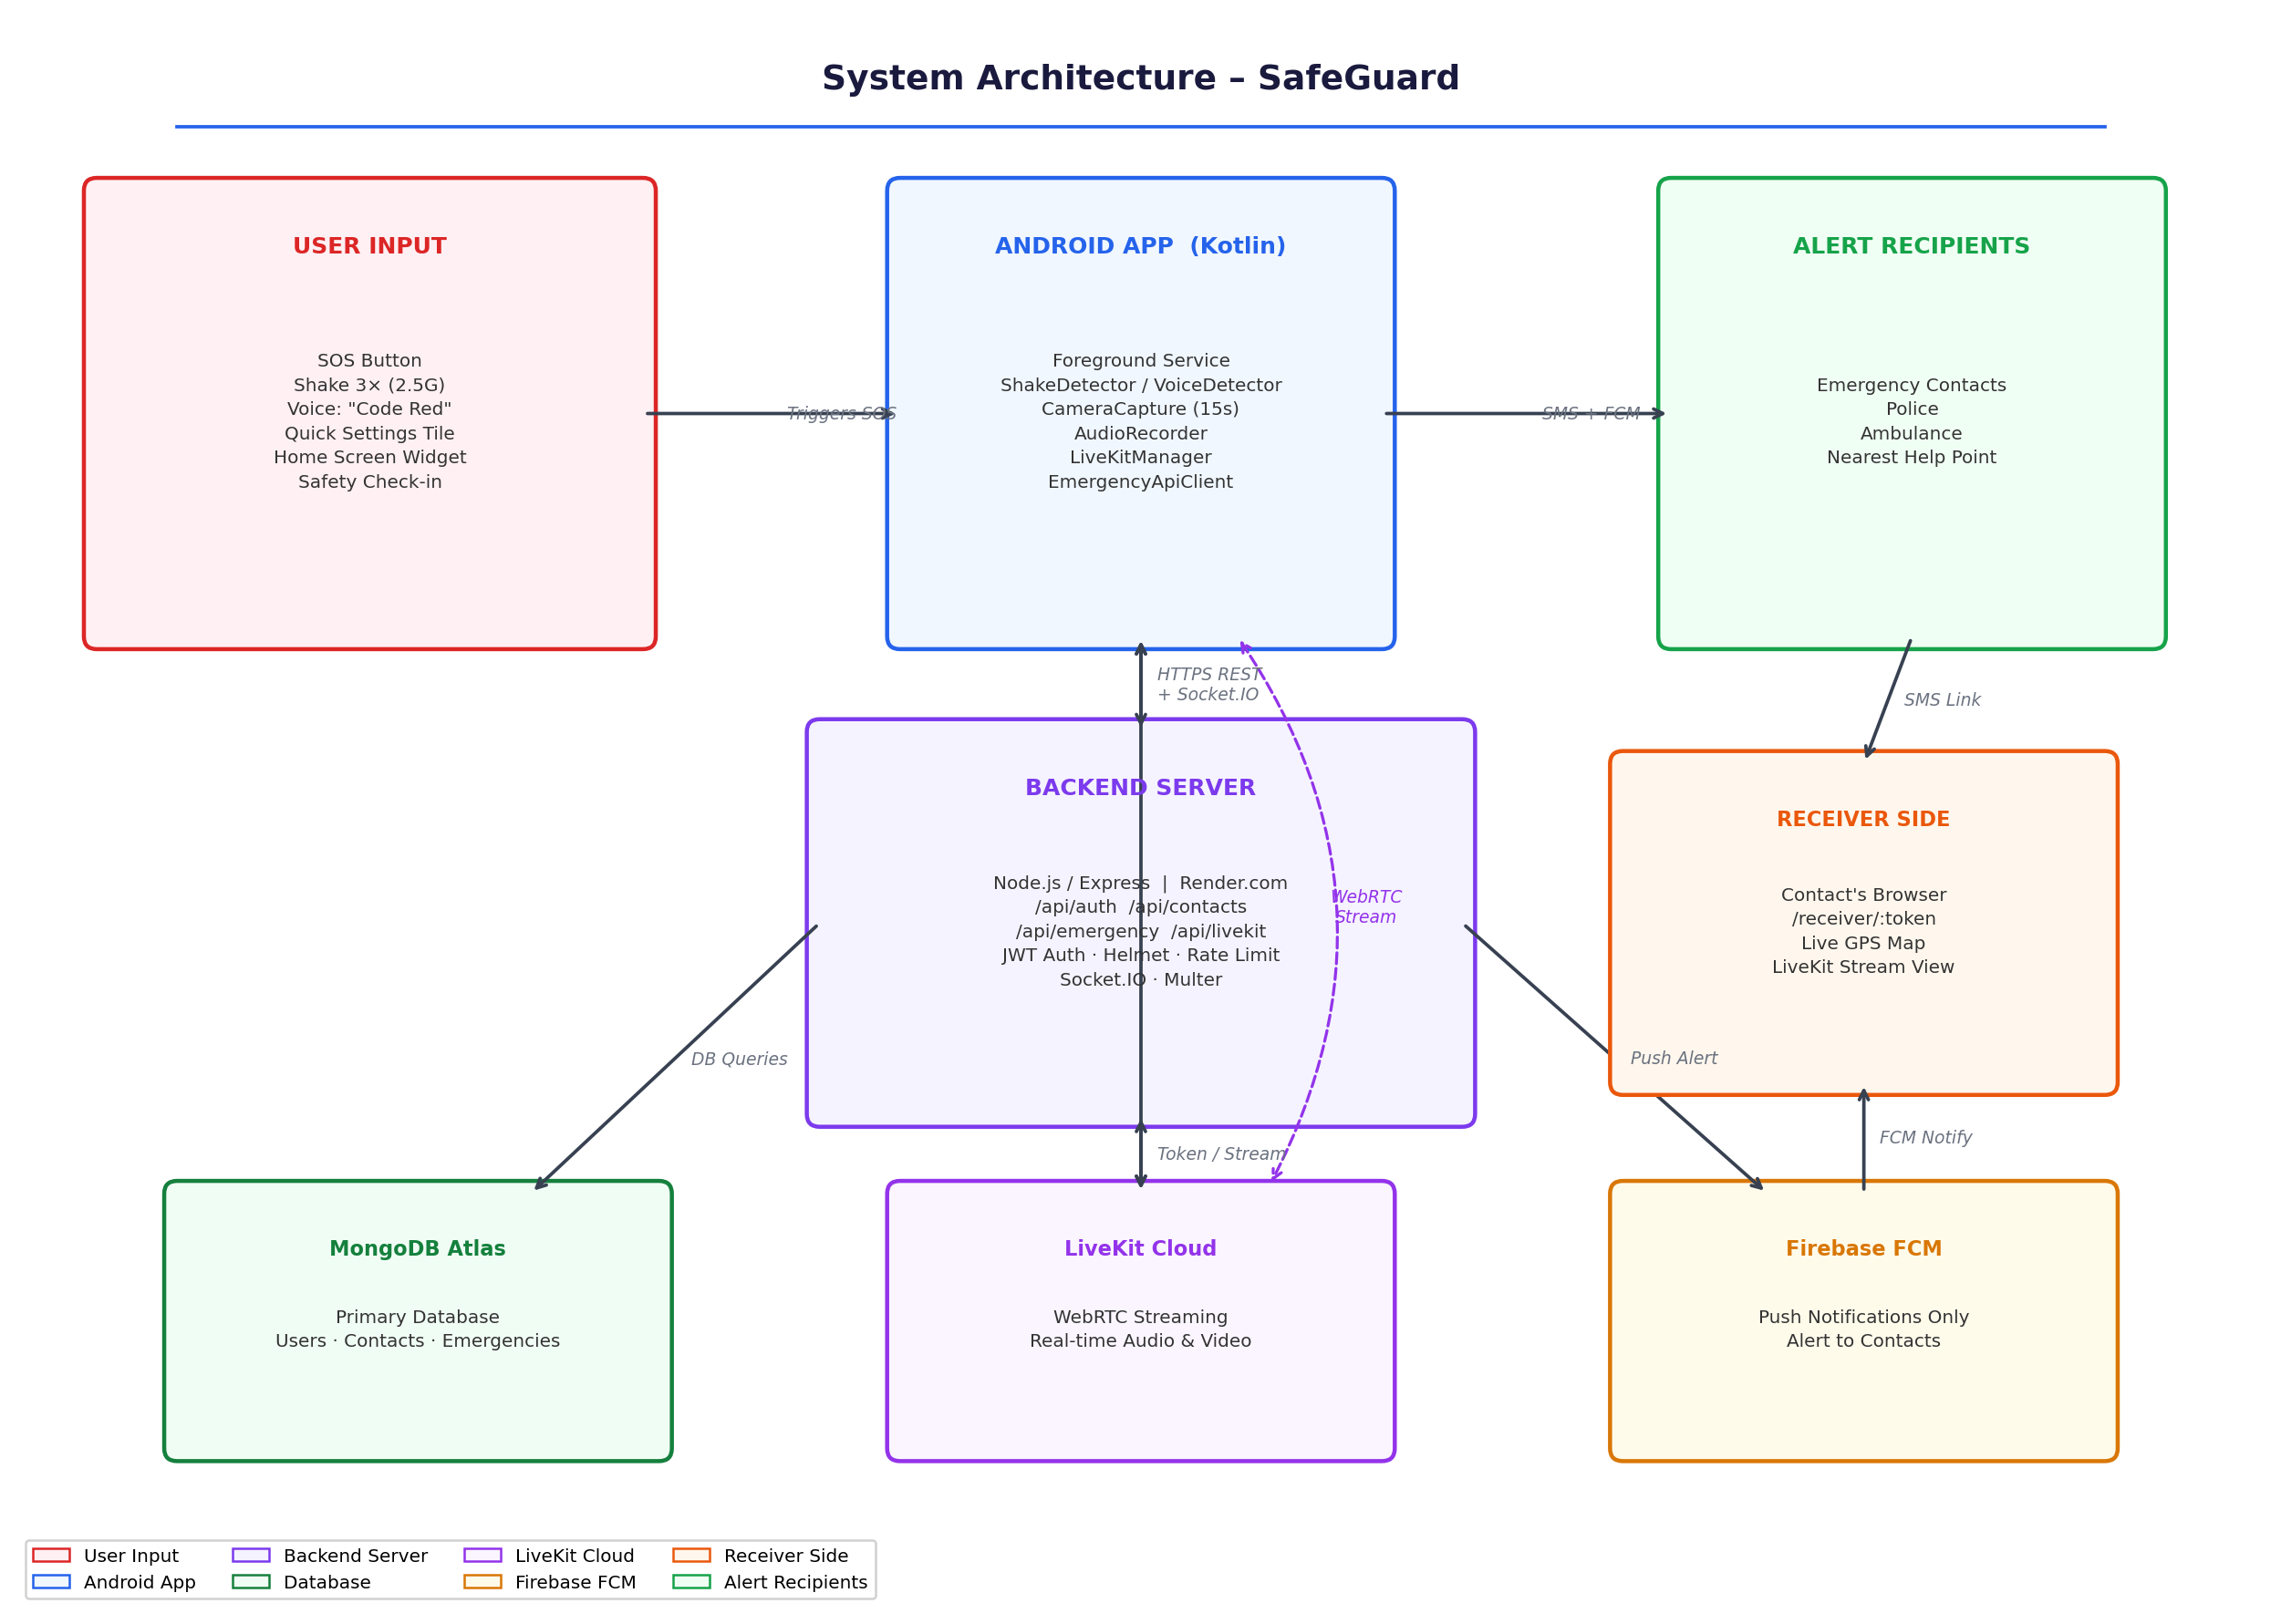 System Architecture – SafeGuard
USER INPUT
SOS Button
Shake 3× (2.5G)
Voice: "Code Red"
Quick Settings Tile
Home Screen Widget
Safety Check-in
Triggers SOS
ANDROID APP  (Kotlin)
Foreground Service
ShakeDetector / VoiceDetector
CameraCapture (15s)
AudioRecorder
LiveKitManager
EmergencyApiClient
SMS + FCM
ALERT RECIPIENTS
Emergency Contacts
Police
Ambulance
Nearest Help Point
HTTPS REST
+ Socket.IO
SMS Link
BACKEND SERVER
Node.js / Express  |  Render.com
/api/auth  /api/contacts
/api/emergency  /api/livekit
JWT Auth · Helmet · Rate Limit
Socket.IO · Multer
WebRTC
Stream
RECEIVER SIDE
Contact's Browser
/receiver/:token
Live GPS Map
LiveKit Stream View
DB Queries
Push Alert
Token / Stream
FCM Notify
MongoDB Atlas
Primary Database
Users · Contacts · Emergencies
LiveKit Cloud
WebRTC Streaming
Real-time Audio & Video
Firebase FCM
Push Notifications Only
Alert to Contacts
User Input
Android App
Backend Server
Database
LiveKit Cloud
Firebase FCM
Receiver Side
Alert Recipients